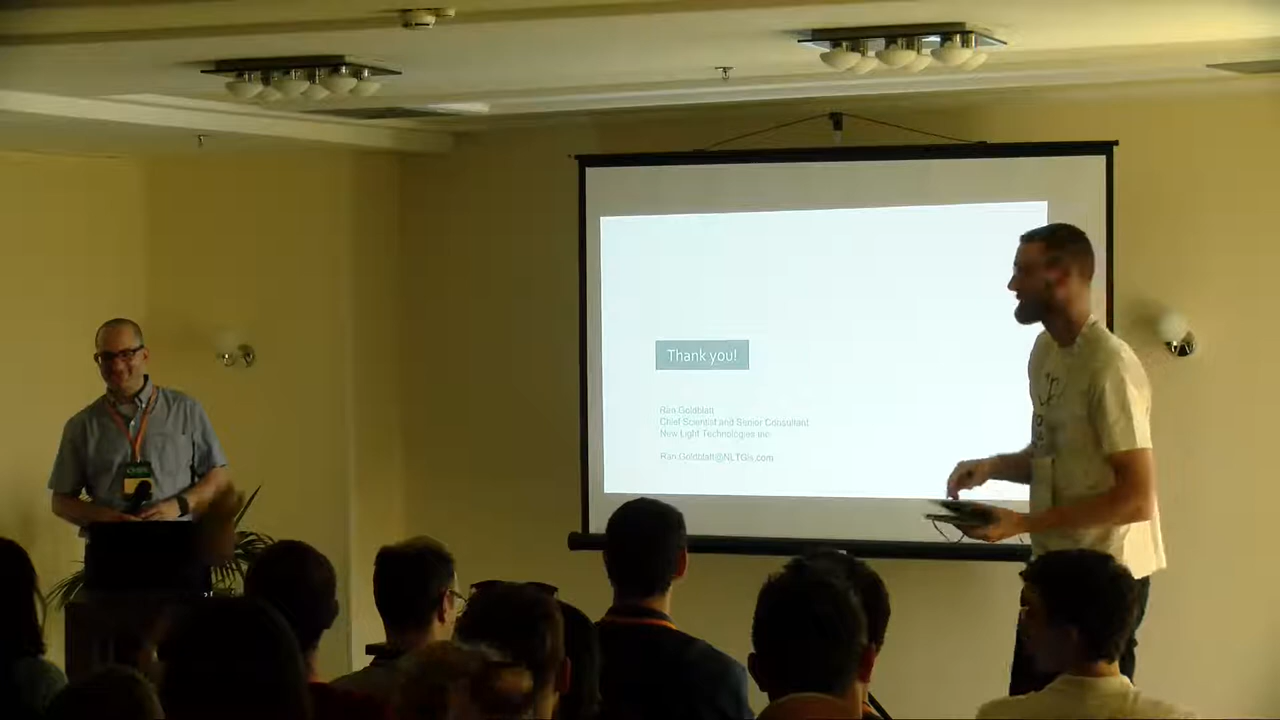 Thank you!
Ran Goldblatt
Chief Scientist and Senior Consultant
New Light Technologies Inc.
Ran.Goldblatt@NLTGis.com